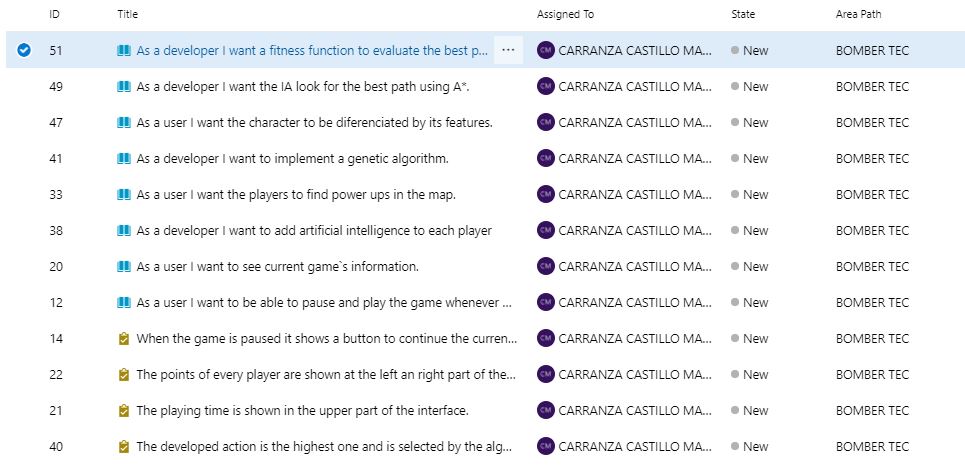 ID Title Assigned To State Area Path
51 As a developer I want a fitness function to evaluate the best p... ... CM CARRANZA CASTILLO MA... New BOMBER TEC
49 As a developer I want the IA look for the best path using A*. CM CARRANZA CASTILLO MA... New BOMBER TEC
47 As a user I want the character to be diferenciated by its features. CM CARRANZA CASTILLO MA... New BOMBER TEC
41 As a developer I want to implement a genetic algorithm. CM CARRANZA CASTILLO MA... New BOMBER TEC
33 As a user I want the players to find power ups in the map. CM CARRANZA CASTILLO MA... New BOMBER TEC
38 As a developer I want to add artificial intelligence to each player CM CARRANZA CASTILLO MA... New BOMBER TEC
20 As a user I want to see current game`s information. CM CARRANZA CASTILLO MA... New BOMBER TEC
12 As a user I want to be able to pause and play the game whenever ... CM CARRANZA CASTILLO MA... New BOMBER TEC
14 When the game is paused it shows a button to continue the curren... CM CARRANZA CASTILLO MA... New BOMBER TEC
22 The points of every player are shown at the left an right part of the... CM CARRANZA CASTILLO MA... New BOMBER TEC
21 The playing time is shown in the upper part of the interface. CM CARRANZA CASTILLO MA... New BOMBER TEC
40 The developed action is the highest one and is selected by the alg... CM CARRANZA CASTILLO MA... New BOMBER TEC